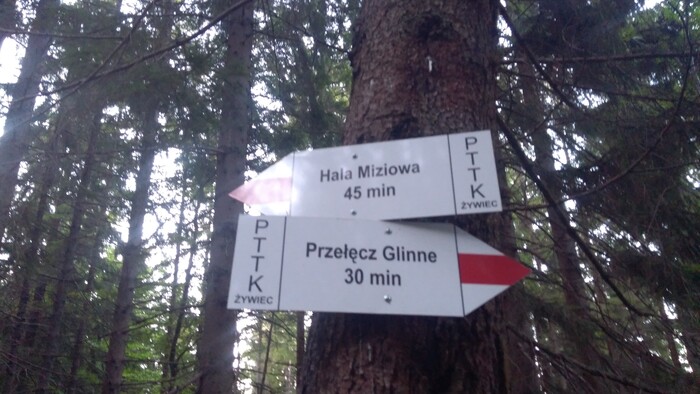 Hala Miziowa
45 min
PTTK
ŻYWIEC
PTTK
ŻYWIEC
Przełęcz Glinne
30 min